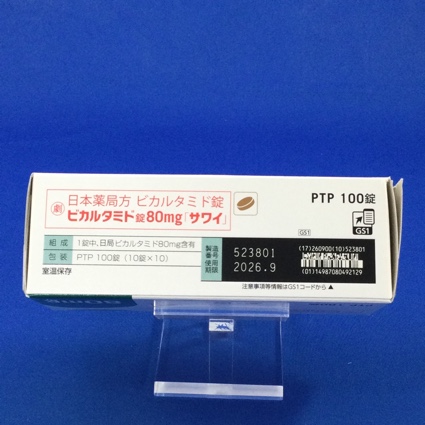 劇
日本薬局方 ビカルタミド錠
ビカルタミド錠80mg「サワイ」
PTP 100錠
GS1
GS1
組成 1錠中、日局ビカルタミド80mg含有
包装 PTP 100錠（10錠×10）
室温保存
製造番号 523801
使用期限 2026.9
(17)260900(10)523801
(01)14987080492129
注意事項等情報はGS1コードから▲